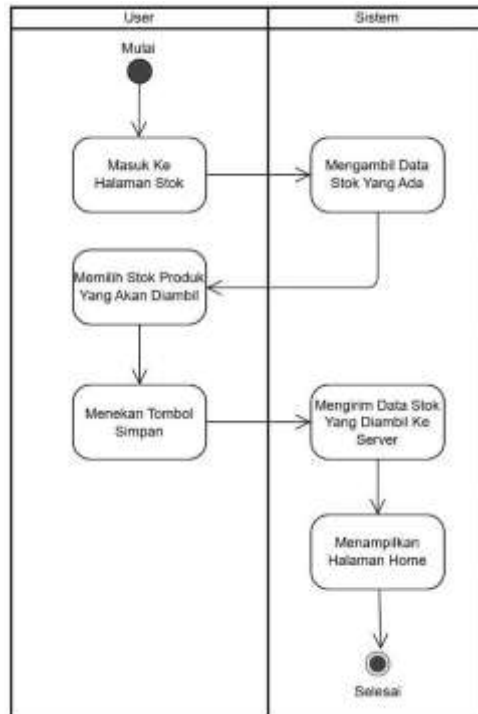 User
Sistem
Mulai
Masuk Ke
Halaman Stok
Mengambil Data
Stok Yang Ada
Memilih Stok Produk
Yang Akan Diambil
Menekan Tombol
Simpan
Mengirim Data Stok
Yang Diambil Ke
Server
Menampilkan
Halaman Home
Selesai